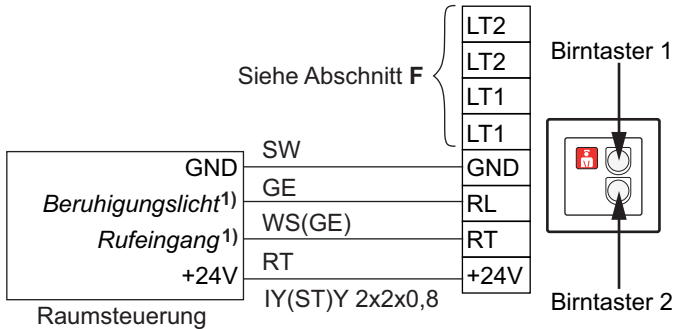 LT2
LT2
LT1
LT1
GND
RL
RT
+24V
Siehe Abschnitt F
Birntaster 1
Birntaster 2
GND
Beruhigungslicht1)
Rufeingang1)
+24V
SW
GE
WS(GE)
RT
IY(ST)Y 2x2x0,8
Raumsteuerung